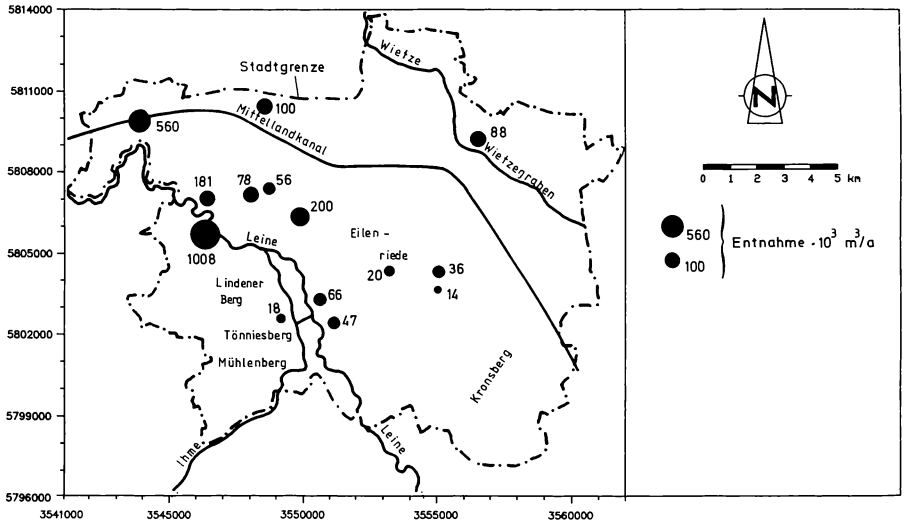 5814000
Wietze
Stadtgrenze
5811000
100
Mittellandkanal
560
88
Wietzegraben
N
5808000
181
78
56
0 1 2 3 4 5 km
200
560
100
Entnahme · 10³ m³/a
5805000
1008
Leine
Eilen-
riede
20
36
14
Lindener
Berg
66
18
47
5802000
Tönniesberg
Mühlenberg
Kronsberg
5799000
Ihme
Leine
5796000
3541000
3545000
3550000
3555000
3560000